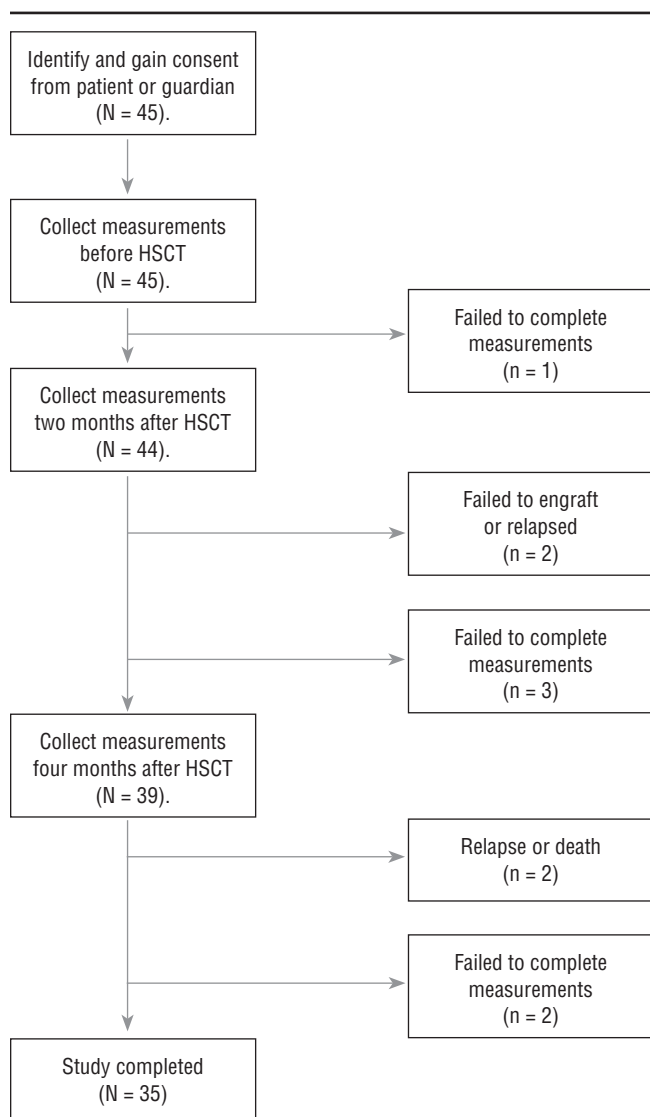 Identify and gain consent
from patient or guardian
(N = 45).
Collect measurements
before HSCT
(N = 45).
Failed to complete
measurements
(n = 1)
Collect measurements
two months after HSCT
(N = 44).
Failed to engraft
or relapsed
(n = 2)
Failed to complete
measurements
(n = 3)
Collect measurements
four months after HSCT
(N = 39).
Relapse or death
(n = 2)
Failed to complete
measurements
(n = 2)
Study completed
(N = 35)